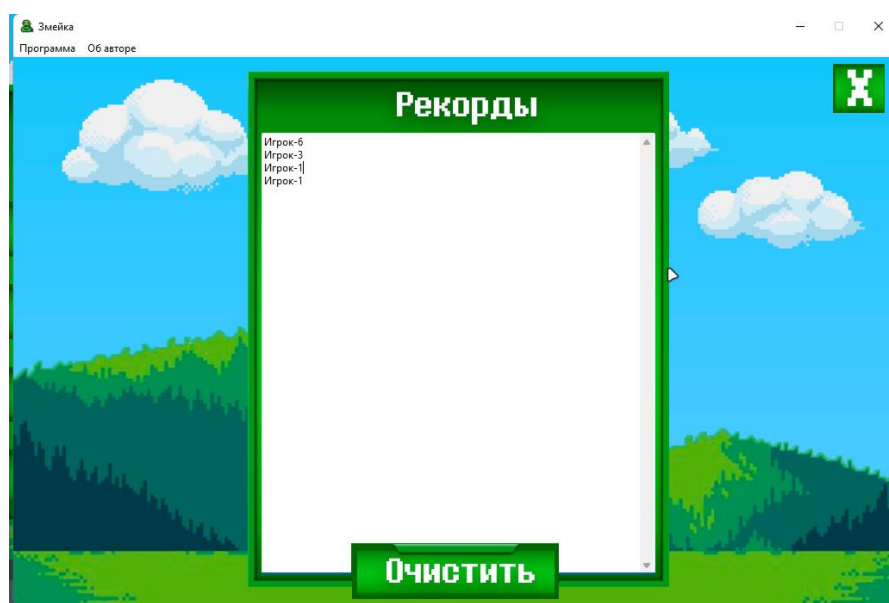 Змейка
Программа Об авторе
Рекорды
X
Игрок-6
Игрок-3
Игрок-1
Игрок-1
Очистить